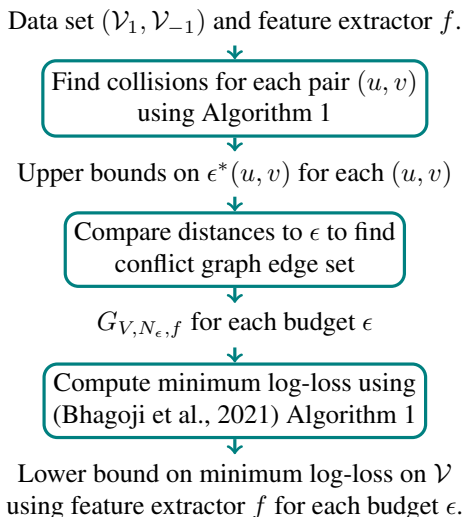 Data set (𝒱₁, 𝒱₋₁) and feature extractor f.
Find collisions for each pair (u, v)
using Algorithm 1
Upper bounds on ϵ*(u, v) for each (u, v)
Compare distances to ϵ to find
conflict graph edge set
G_{V,N_ϵ,f} for each budget ϵ
Compute minimum log-loss using
(Bhagoji et al., 2021) Algorithm 1
Lower bound on minimum log-loss on 𝒱
using feature extractor f for each budget ϵ.